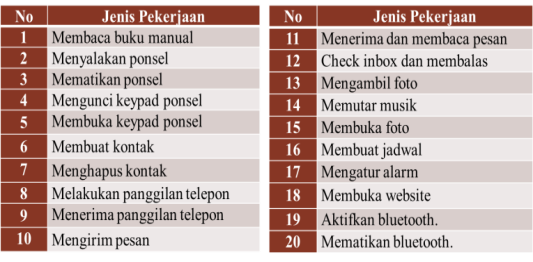 No Jenis Pekerjaan
1 Membaca buku manual
2 Menyalakan ponsel
3 Mematikan ponsel
4 Mengunci keypad ponsel
5 Membuka keypad ponsel
6 Membuat kontak
7 Menghapus kontak
8 Melakukan panggilan telepon
9 Menerima panggilan telepon
10 Mengirim pesan
No Jenis Pekerjaan
11 Menerima dan membaca pesan
12 Check inbox dan membalas
13 Mengambil foto
14 Memutar musik
15 Membuka foto
16 Membuat jadwal
17 Mengatur alarm
18 Membuka website
19 Aktifkan bluetooth.
20 Mematikan bluetooth.